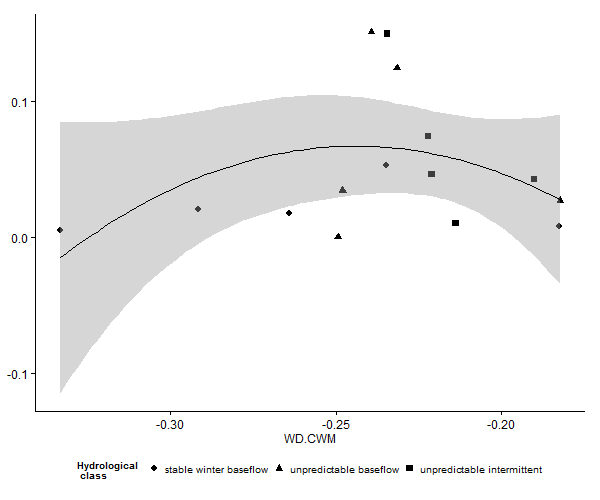 0.1
0.0
-0.1
-0.30 -0.25 -0.20
WD.CWM
Hydrological
class
stable winter baseflow unpredictable baseflow unpredictable intermittent